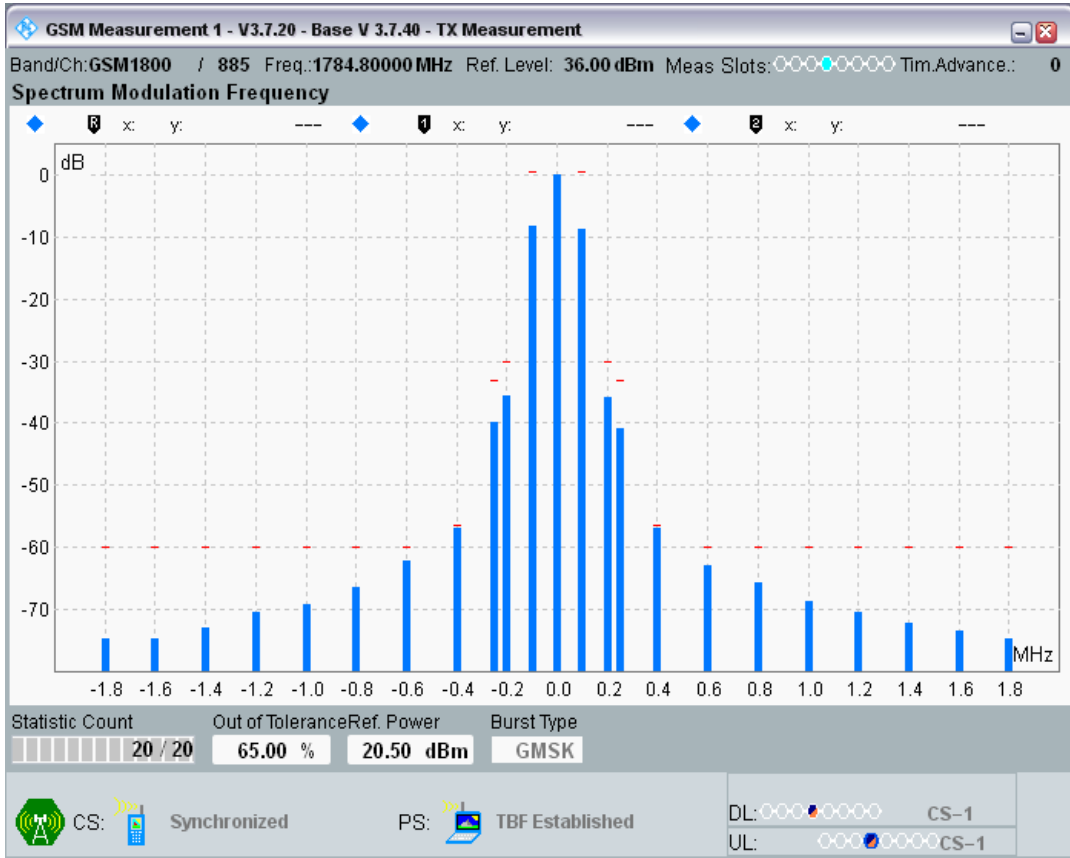 GSM Measurement 1 - V3.7.20 - Base V 3.7.40 - TX Measurement
Band/Ch:GSM1800 / 885 Freq.:1784.80000 MHz Ref. Level: 36.00 dBm Meas Slots: Tim.Advance.: 0
Spectrum Modulation Frequency
R x: y: --- 1 x: y: --- 2 x: y: ---
dB
0
-10
-20
-30
-40
-50
-60
-70
MHz
-1.8 -1.6 -1.4 -1.2 -1.0 -0.8 -0.6 -0.4 -0.2 0.0 0.2 0.4 0.6 0.8 1.0 1.2 1.4 1.6 1.8
Statistic Count Out of Tolerance Ref. Power Burst Type
20 / 20 65.00 % 20.50 dBm GMSK
CS: Synchronized PS: TBF Established
DL: CS-1
UL: CS-1